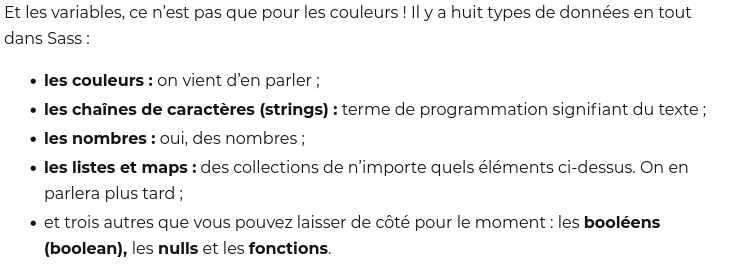 Et les variables, ce n’est pas que pour les couleurs ! Il y a huit types de données en tout
dans Sass :
• les couleurs : on vient d’en parler ;
• les chaînes de caractères (strings) : terme de programmation signifiant du texte ;
• les nombres : oui, des nombres ;
• les listes et maps : des collections de n’importe quels éléments ci-dessus. On en
parlera plus tard ;
• et trois autres que vous pouvez laisser de côté pour le moment : les booléens
(boolean), les nulls et les fonctions.